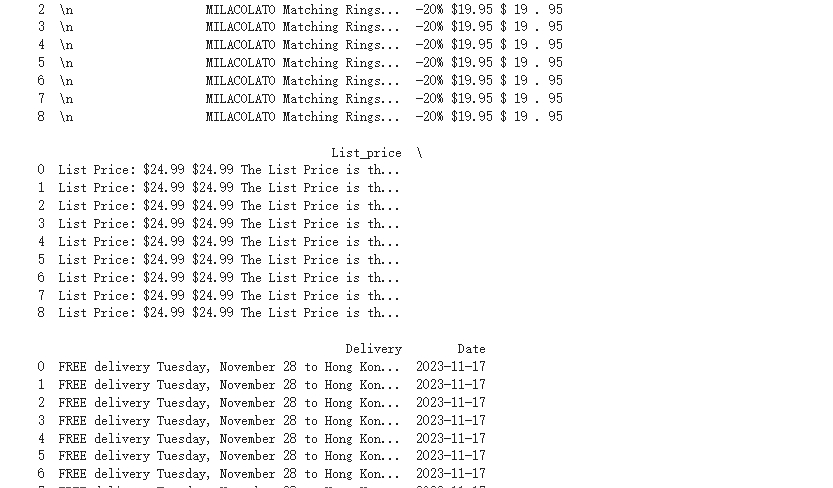 2 \n MILACOLATO Matching Rings... -20% $19.95 $ 19 . 95
3 \n MILACOLATO Matching Rings... -20% $19.95 $ 19 . 95
4 \n MILACOLATO Matching Rings... -20% $19.95 $ 19 . 95
5 \n MILACOLATO Matching Rings... -20% $19.95 $ 19 . 95
6 \n MILACOLATO Matching Rings... -20% $19.95 $ 19 . 95
7 \n MILACOLATO Matching Rings... -20% $19.95 $ 19 . 95
8 \n MILACOLATO Matching Rings... -20% $19.95 $ 19 . 95
List_price \
0 List Price: $24.99 $24.99 The List Price is th...
1 List Price: $24.99 $24.99 The List Price is th...
2 List Price: $24.99 $24.99 The List Price is th...
3 List Price: $24.99 $24.99 The List Price is th...
4 List Price: $24.99 $24.99 The List Price is th...
5 List Price: $24.99 $24.99 The List Price is th...
6 List Price: $24.99 $24.99 The List Price is th...
7 List Price: $24.99 $24.99 The List Price is th...
8 List Price: $24.99 $24.99 The List Price is th...
Delivery Date
0 FREE delivery Tuesday, November 28 to Hong Kon... 2023-11-17
1 FREE delivery Tuesday, November 28 to Hong Kon... 2023-11-17
2 FREE delivery Tuesday, November 28 to Hong Kon... 2023-11-17
3 FREE delivery Tuesday, November 28 to Hong Kon... 2023-11-17
4 FREE delivery Tuesday, November 28 to Hong Kon... 2023-11-17
5 FREE delivery Tuesday, November 28 to Hong Kon... 2023-11-17
6 FREE delivery Tuesday, November 28 to Hong Kon... 2023-11-17